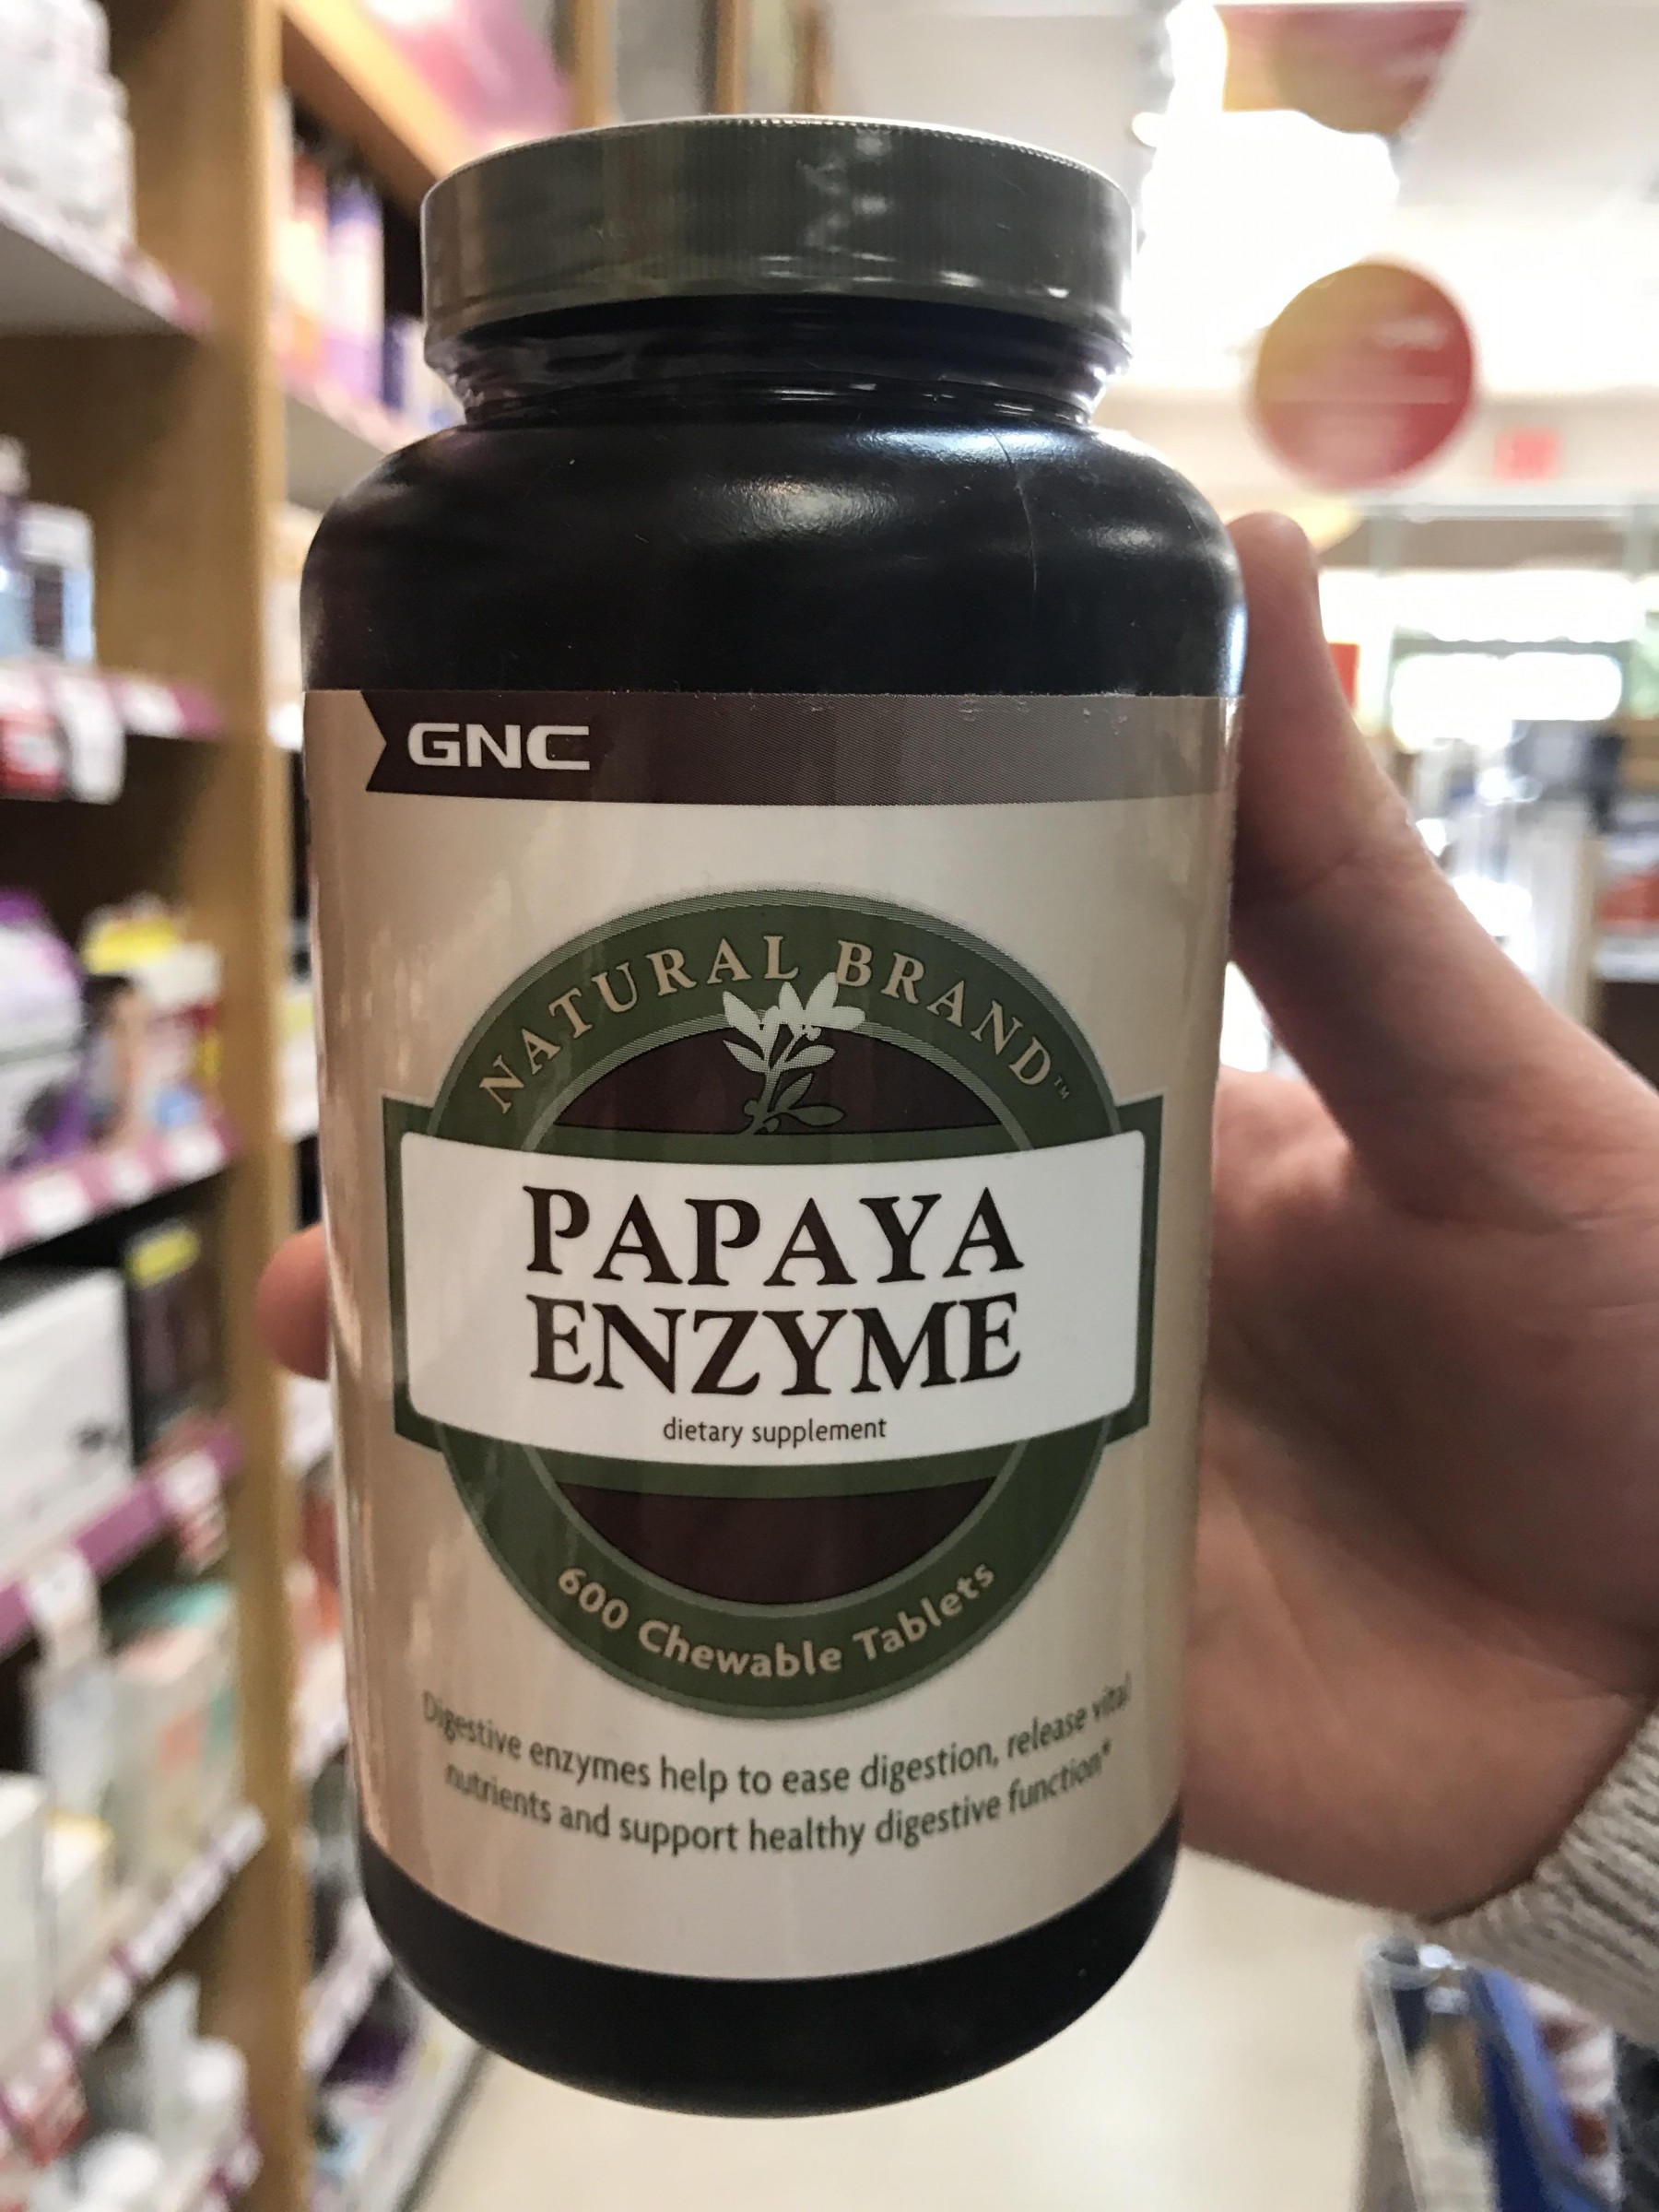 GNC
NATURAL BRAND™
PAPAYA
ENZYME
dietary supplement
600 Chewable Tablets
Digestive enzymes help to ease digestion, release vital
nutrients and support healthy digestive function*